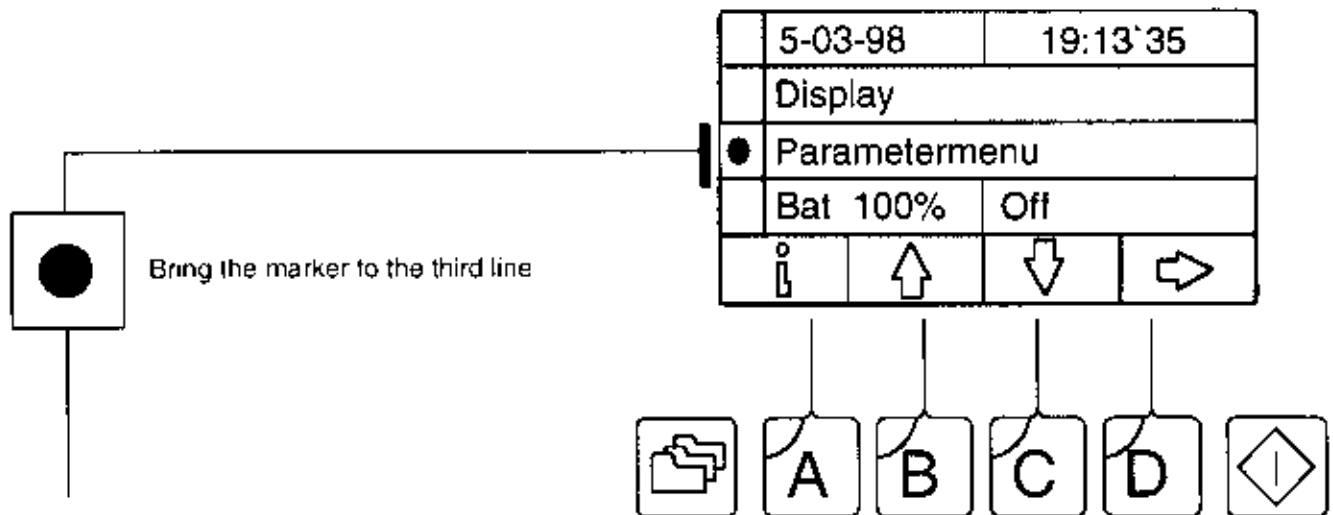 5-03-98 19:13`35
Display
Parametermenu
Bat 100% Off
i
Bring the marker to the third line
A B C D